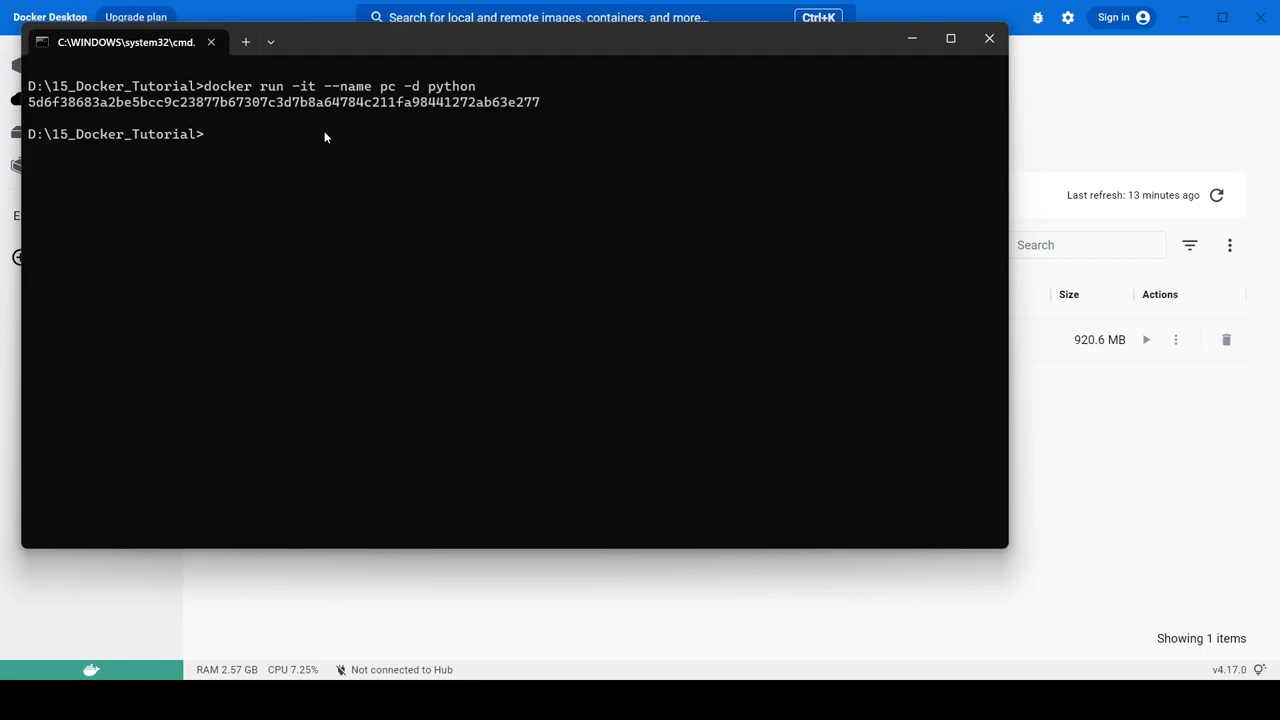 Docker Desktop Upgrade plan Search for local and remote images, containers, and more… Ctrl+K Sign in
C:\WINDOWS\system32\cmd.
D:\15_Docker_Tutorial>docker run -it --name pc -d python
5d6f38683a2be5bcc9c23877b67307c3d7b8a64784c211fa98441272ab63e277
D:\15_Docker_Tutorial>
Last refresh: 13 minutes ago
E
Search
Size Actions
920.6 MB
Showing 1 items
RAM 2.57 GB CPU 7.25% Not connected to Hub v4.17.0